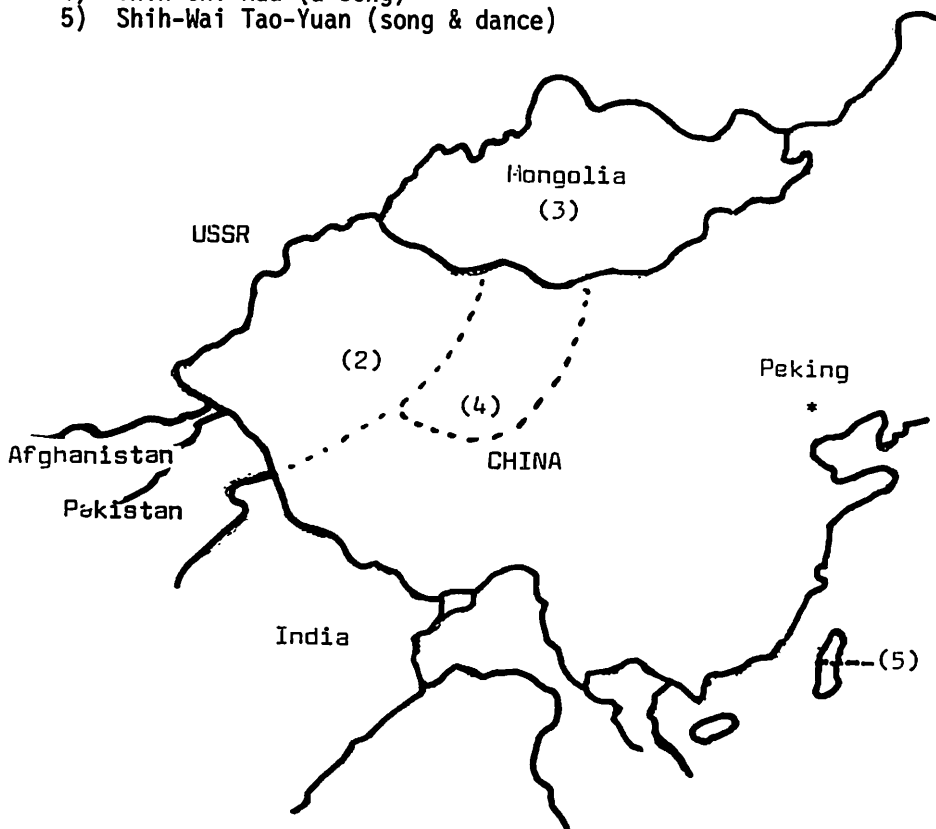 5) Shih-Wai Tao-Yuan (song & dance)
Mongolia
(3)
USSR
(2)
Peking
*
(4)
Afghanistan
CHINA
Pakistan
India
(5)